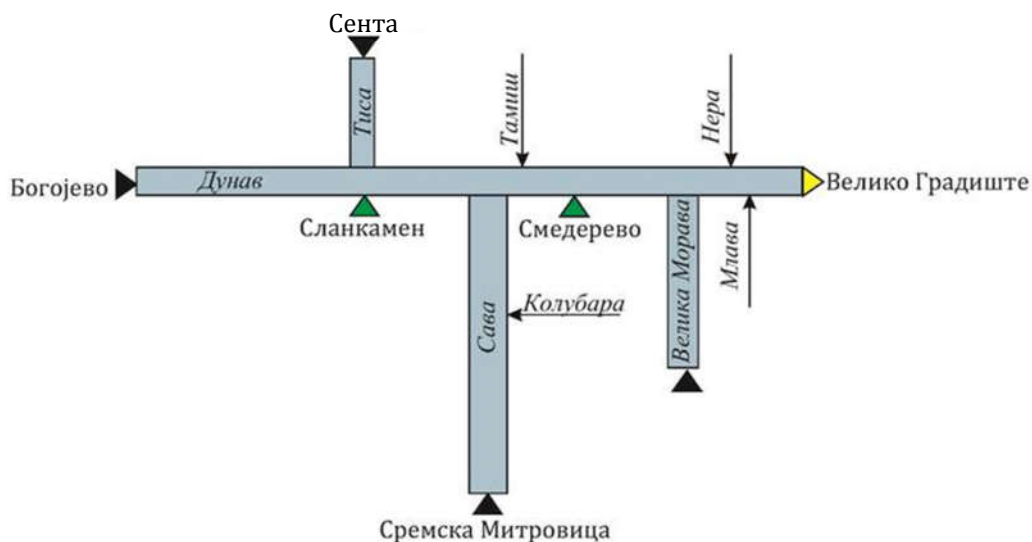 Сента
Тиса
Тамиш
Нера
Богојево
Дунав
Велико Градиште
Сланкамен
Смедерево
Сава
Колубара
Велика Морава
Млава
Сремска Митровица